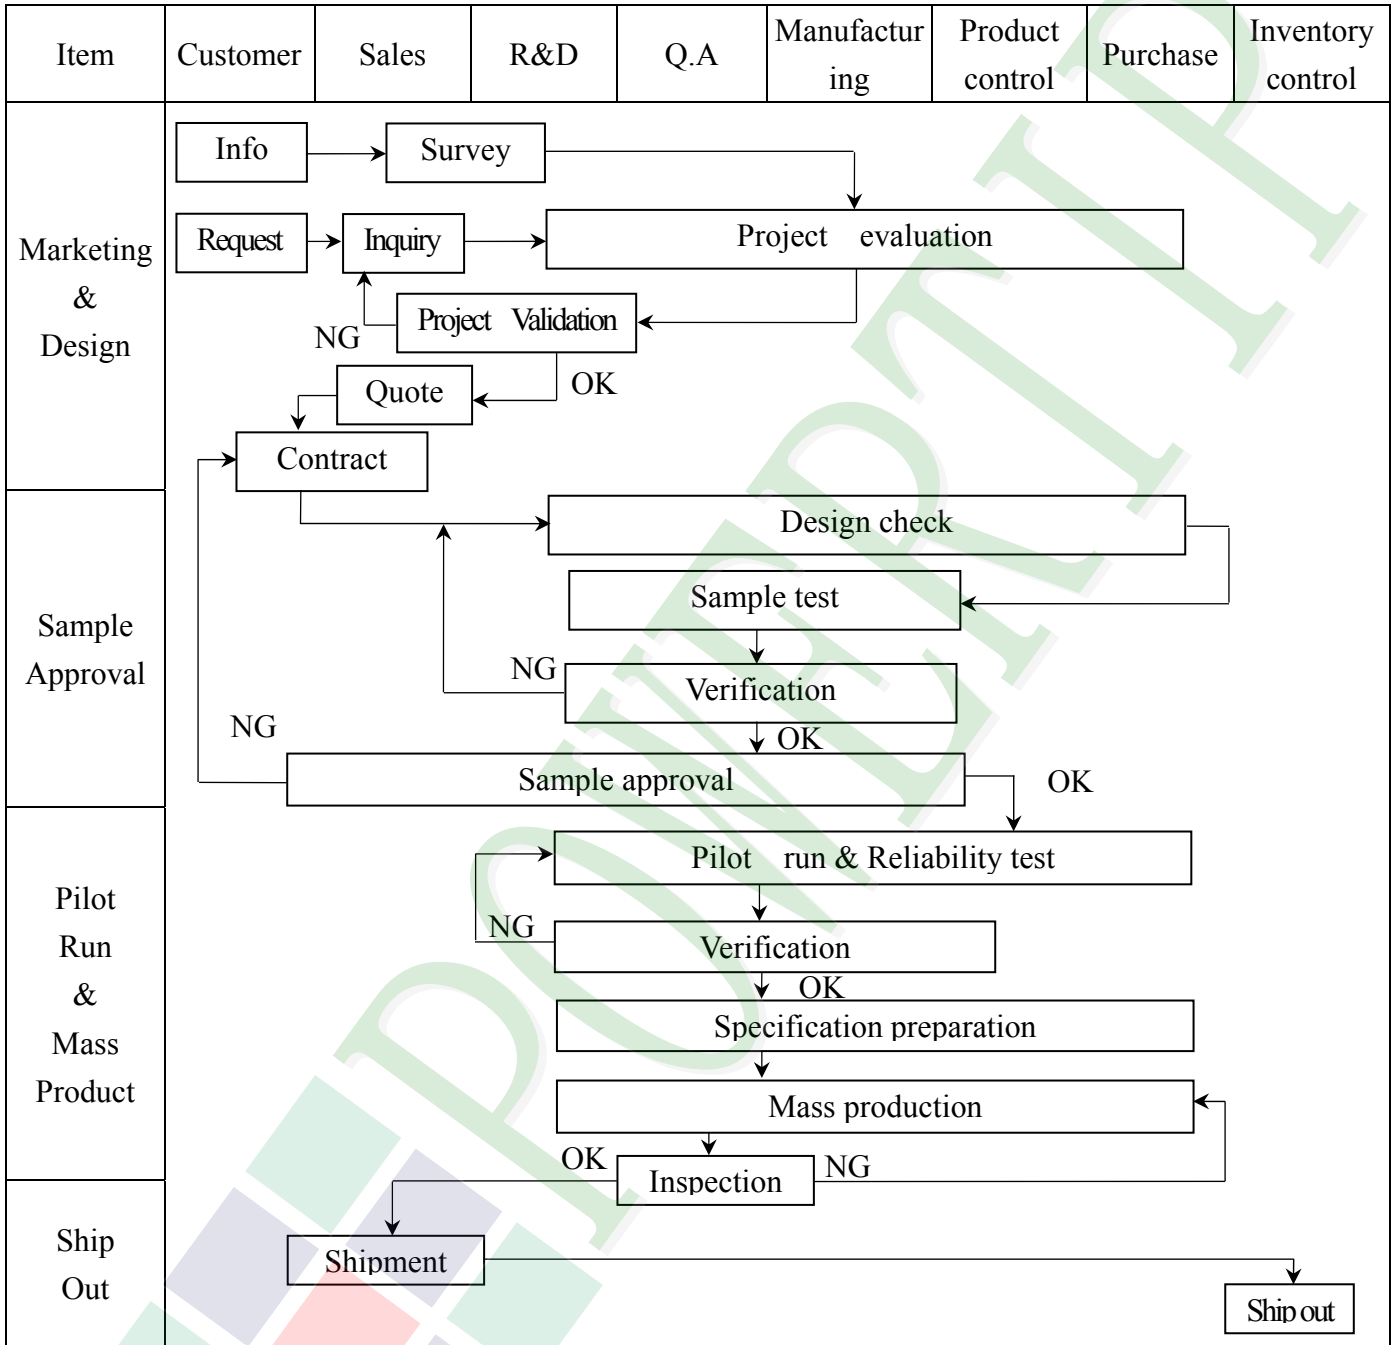 Item
Customer
Sales
R&D
Q.A
Manufactur
ing
Product
control
Purchase
Inventory
control
Marketing
&
Design
Info
Survey
Request
Inquiry
Project evaluation
Project Validation
NG
OK
Quote
Contract
Sample
Approval
Design check
Sample test
NG
Verification
NG
OK
Sample approval
OK
Pilot
Run
&
Mass
Product
Pilot run & Reliability test
NG
Verification
OK
Specification preparation
Mass production
OK
Inspection
NG
Ship
Out
Shipment
Ship out
POWERTIP